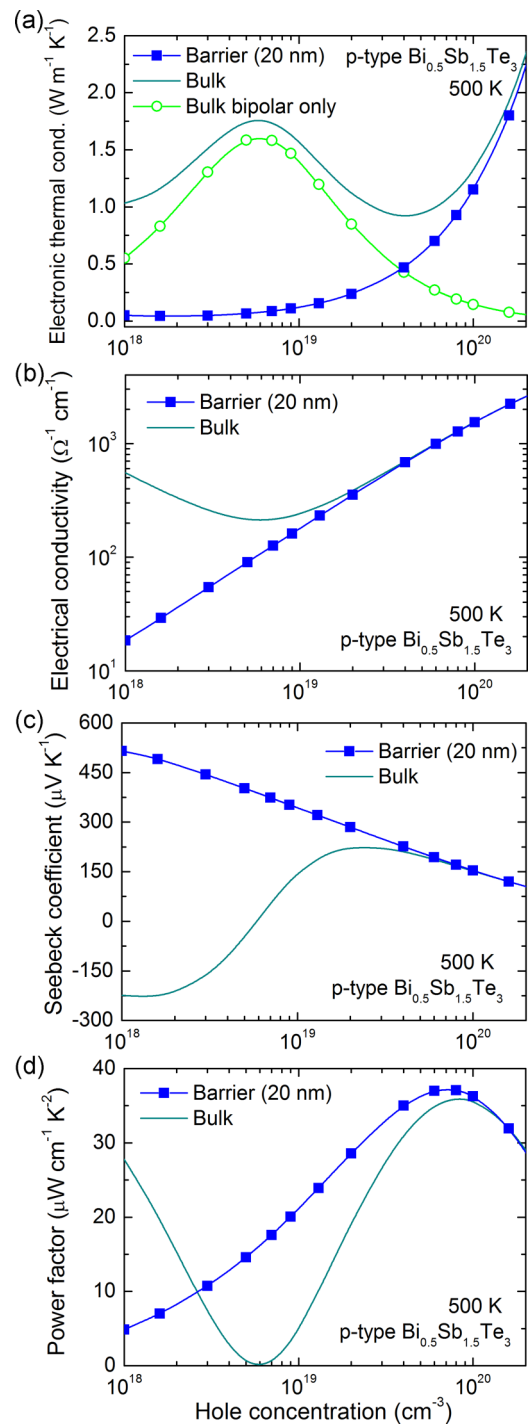 (a)
Electronic thermal cond. (W m⁻¹ K⁻¹)
2.5
2.0
1.5
1.0
0.5
0.0
Barrier (20 nm)
Bulk
Bulk bipolar only
p-type Bi₀.₅Sb₁.₅Te₃
500 K
10¹⁸
10¹⁹
10²⁰
(b)
Electrical conductivity (Ω⁻¹ cm⁻¹)
10³
10²
10¹
Barrier (20 nm)
Bulk
500 K
p-type Bi₀.₅Sb₁.₅Te₃
10¹⁸
10¹⁹
10²⁰
(c)
Seebeck coefficient (μV K⁻¹)
600
450
300
150
0
-150
-300
Barrier (20 nm)
Bulk
500 K
p-type Bi₀.₅Sb₁.₅Te₃
10¹⁸
10¹⁹
10²⁰
(d)
Power factor (μW cm⁻¹ K⁻²)
40
30
20
10
0
Barrier (20 nm)
Bulk
500 K
p-type Bi₀.₅Sb₁.₅Te₃
10¹⁸
10¹⁹
10²⁰
Hole concentration (cm⁻³)